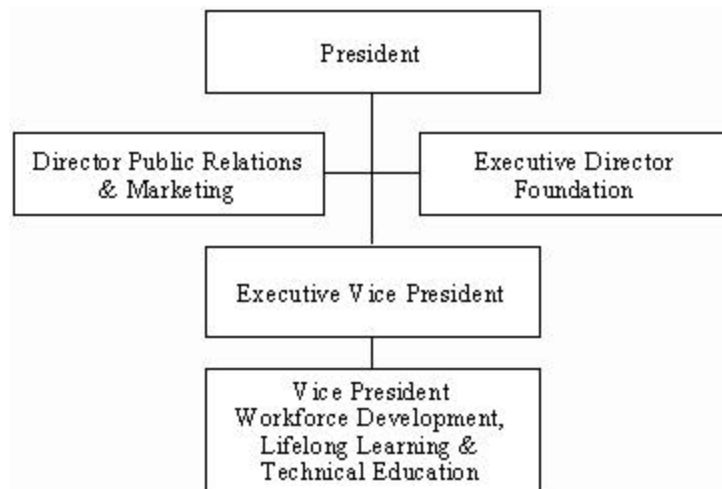 President
Director Public Relations
& Marketing
Executive Director
Foundation
Executive Vice President
Vice President
Workforce Development,
Lifelong Learning &
Technical Education